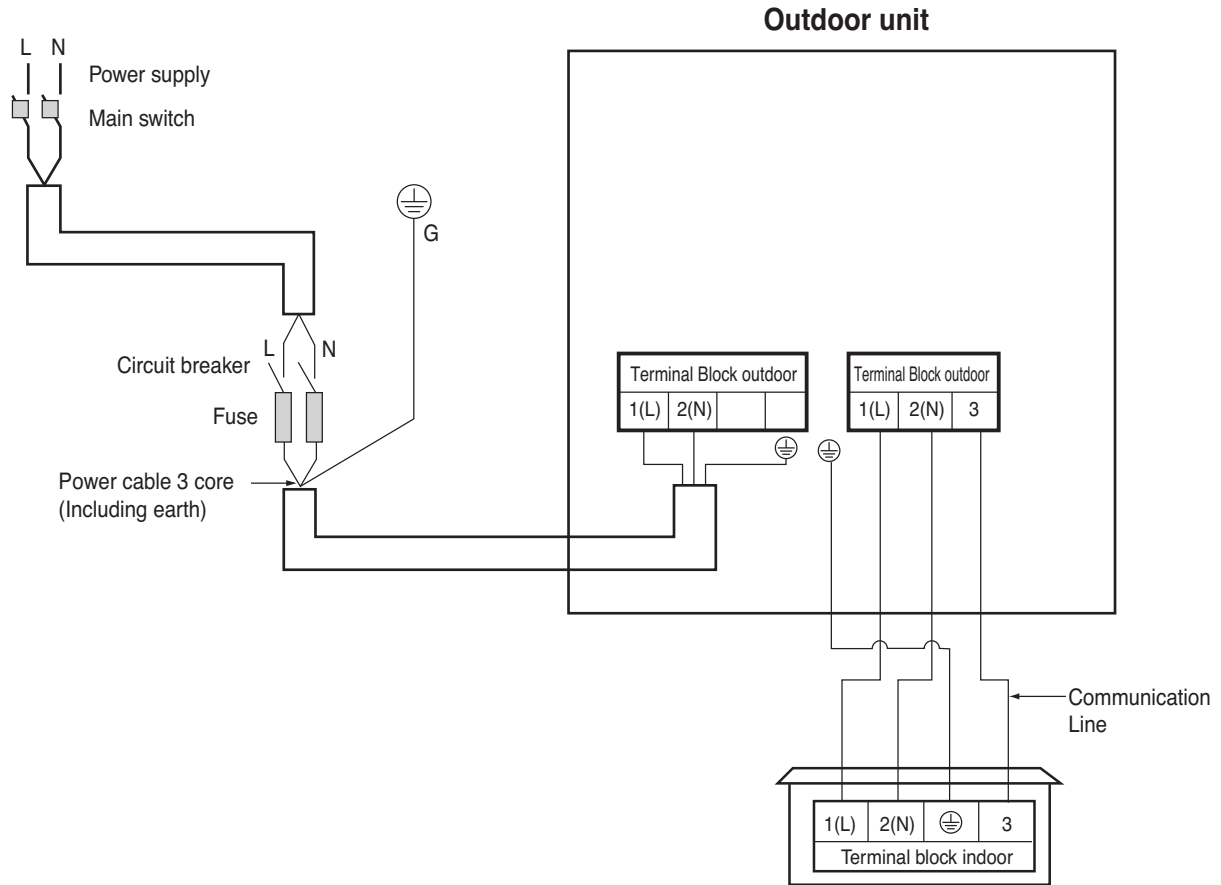 Outdoor unit
L N
Power supply
Main switch
G
L N
Circuit breaker
Fuse
Power cable 3 core
(Including earth)
Terminal Block outdoor
1(L) 2(N)
Terminal Block outdoor
1(L) 2(N) 3
Communication
Line
1(L) 2(N) 3
Terminal block indoor